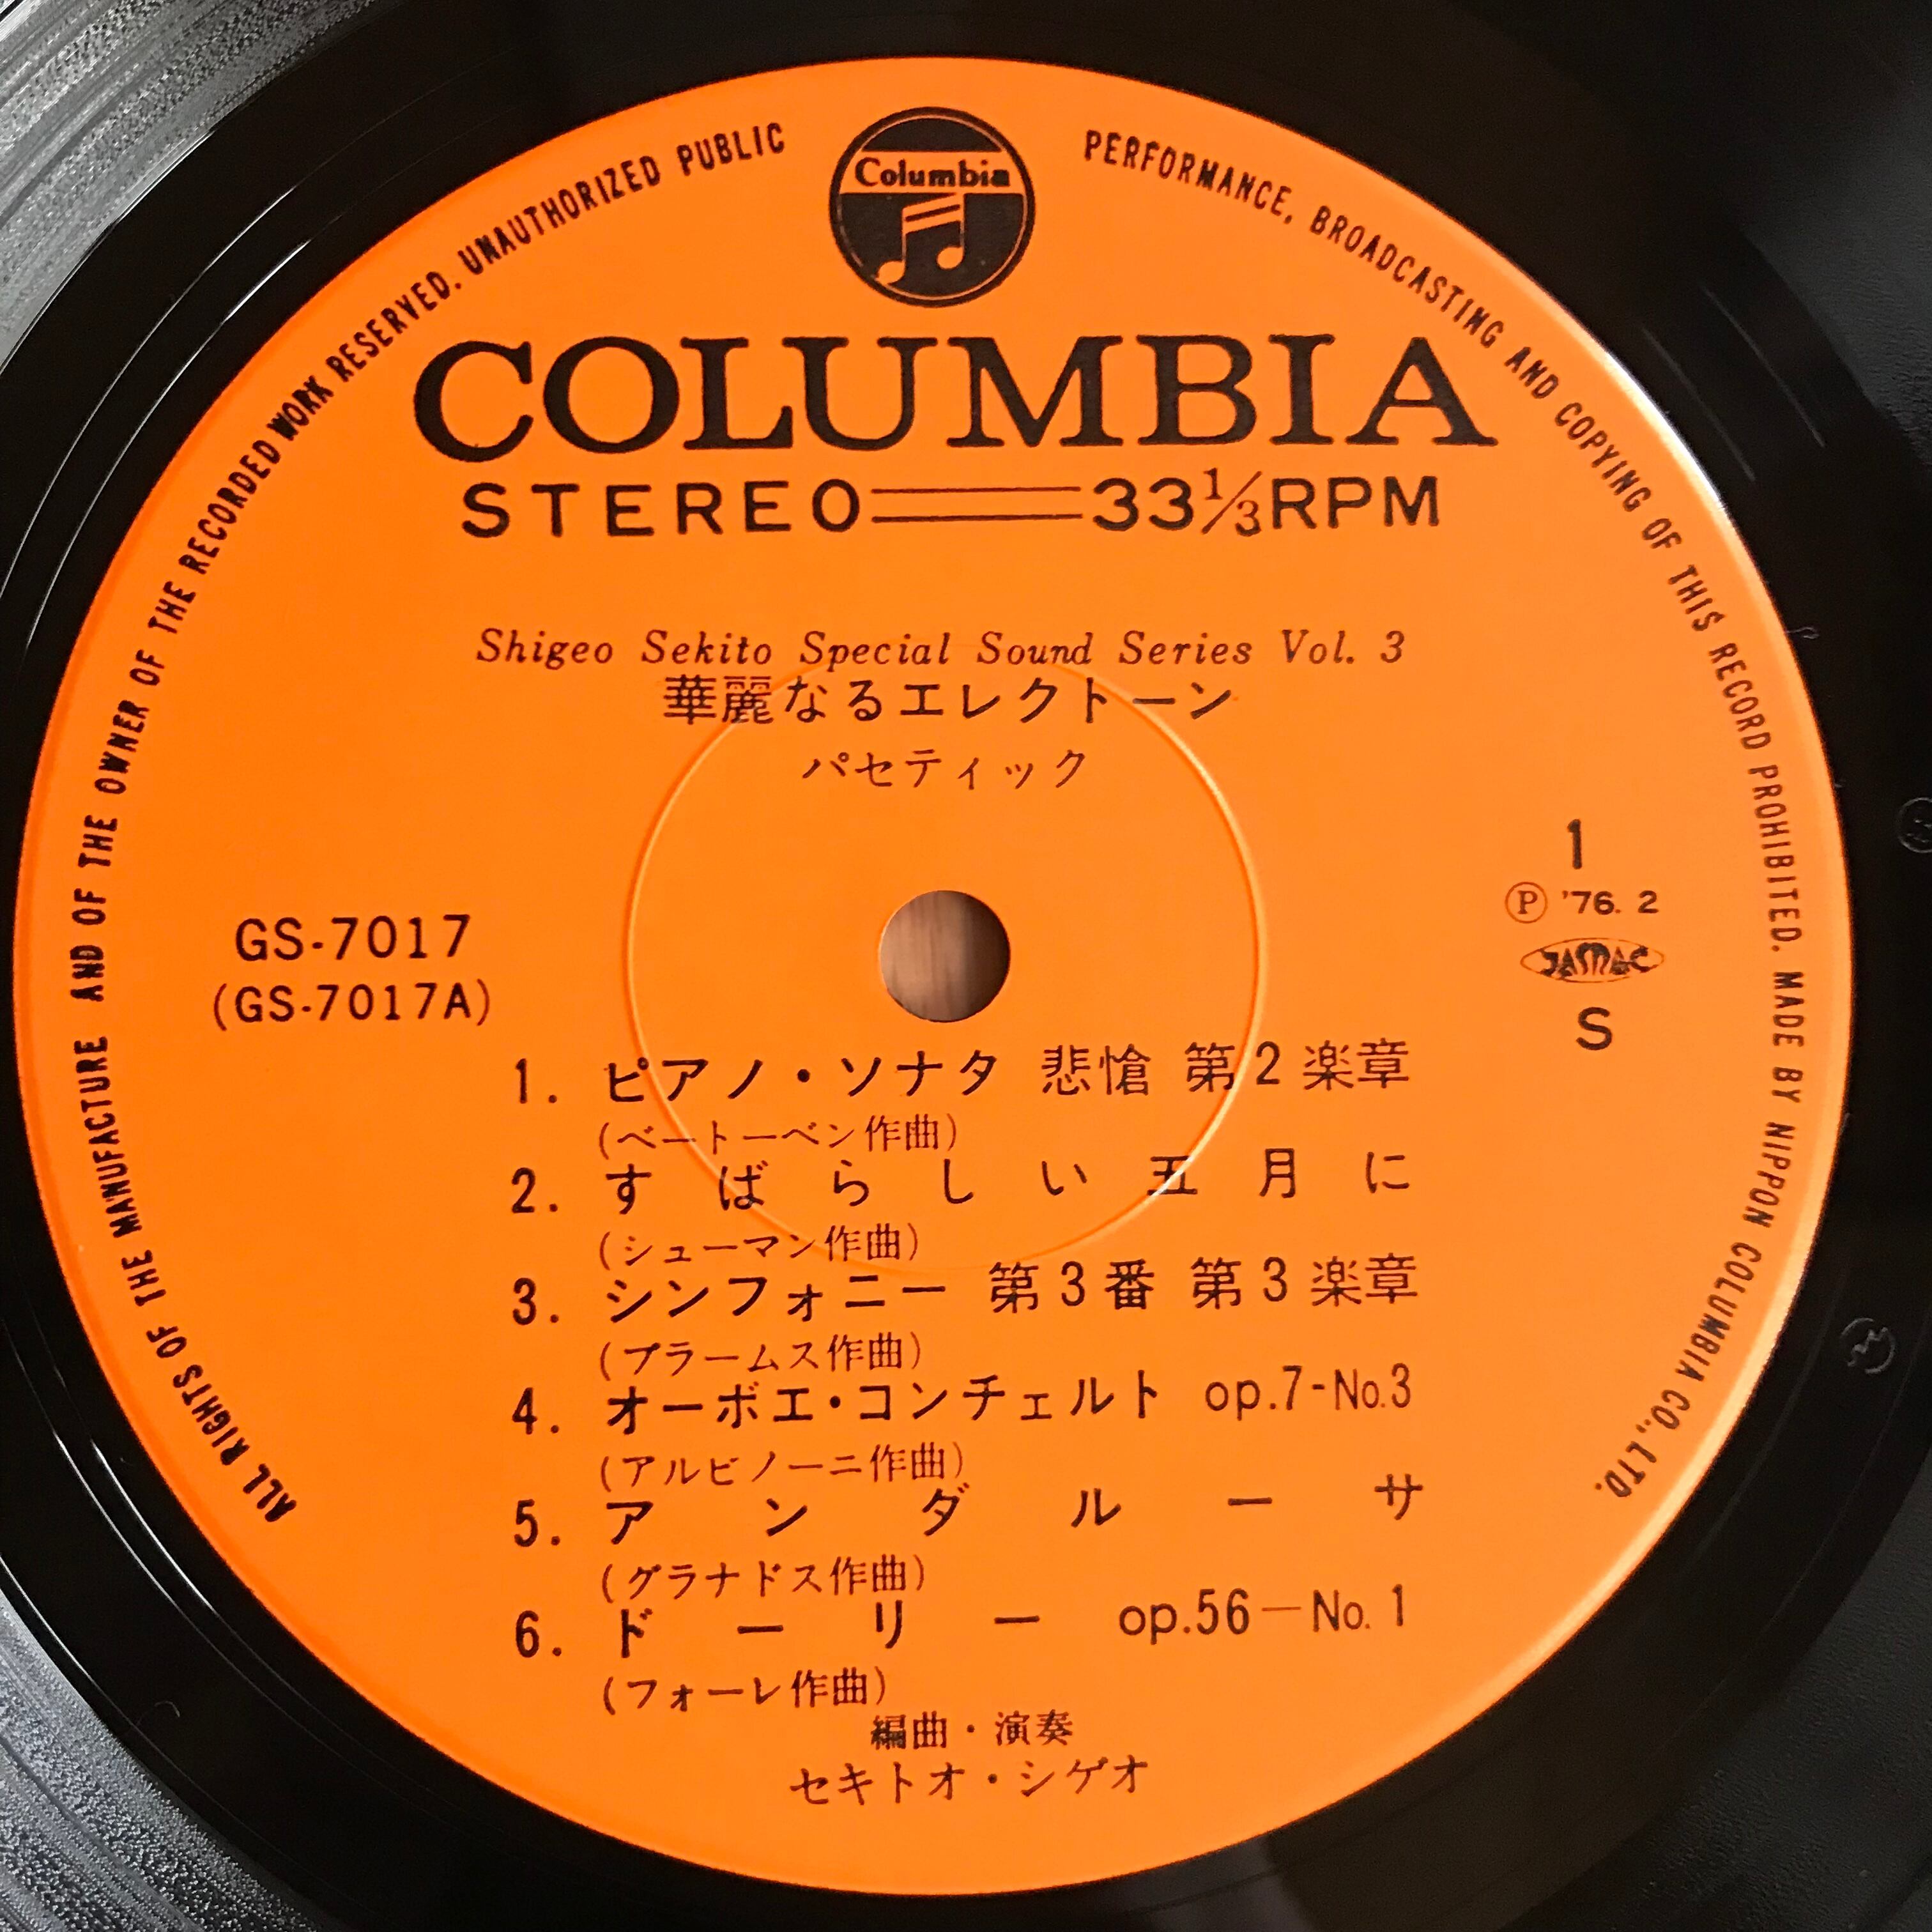 ALL RIGHTS OF THE MANUFACTURE AND OF THE OWNER OF THE RECORDED WORK RESERVED. UNAUTHORIZED PUBLIC PERFORMANCE, BROADCASTING AND COPYING OF THIS RECORD PROHIBITED. MADE BY NIPPON COLUMBIA CO., LTD.
Columbia
COLUMBIA
STEREO 33⅓RPM
Shigeo Sekito Special Sound Series Vol. 3
華麗なるエレクトーン
パセティック
GS-7017
(GS-7017A)
1
Ⓟ '76. 2
JASRAC
S
1. ピアノ・ソナタ 悲愴 第2楽章
(ベートーベン作曲)
2. すばらしい五月に
(シューマン作曲)
3. シンフォニー 第3番 第3楽章
(ブラームス作曲)
4. オーボエ・コンチェルト op.7-No.3
(アルビノーニ作曲)
5. アンダルーサ
(グラナドス作曲)
6. ドーリー op.56—No. 1
(フォーレ作曲)
編曲・演奏
セキトオ・シゲオ